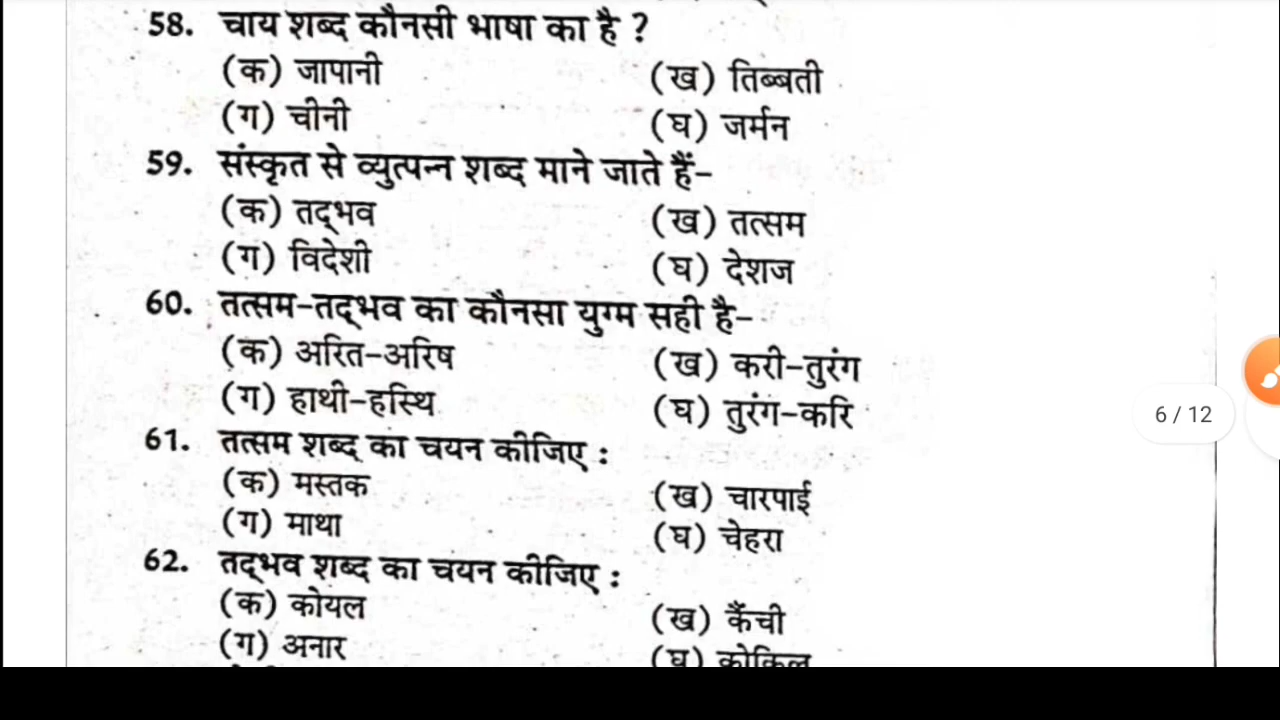 58. चाय शब्द कौनसी भाषा का है ?
(क) जापानी (ख) तिब्बती
(ग) चीनी (घ) जर्मन
59. संस्कृत से व्युत्पन्न शब्द माने जाते हैं-
(क) तद्भव (ख) तत्सम
(ग) विदेशी (घ) देशज
60. तत्सम-तद्भव का कौनसा युग्म सही है-
(क) अरित-अरिष (ख) करी-तुरंग
(ग) हाथी-हस्थि (घ) तुरंग-करि
6 / 12
61. तत्सम शब्द का चयन कीजिए :
(क) मस्तक (ख) चारपाई
(ग) माथा (घ) चेहरा
62. तद्भव शब्द का चयन कीजिए :
(क) कोयल (ख) कैंची
(ग) अनार (घ) कोकिल